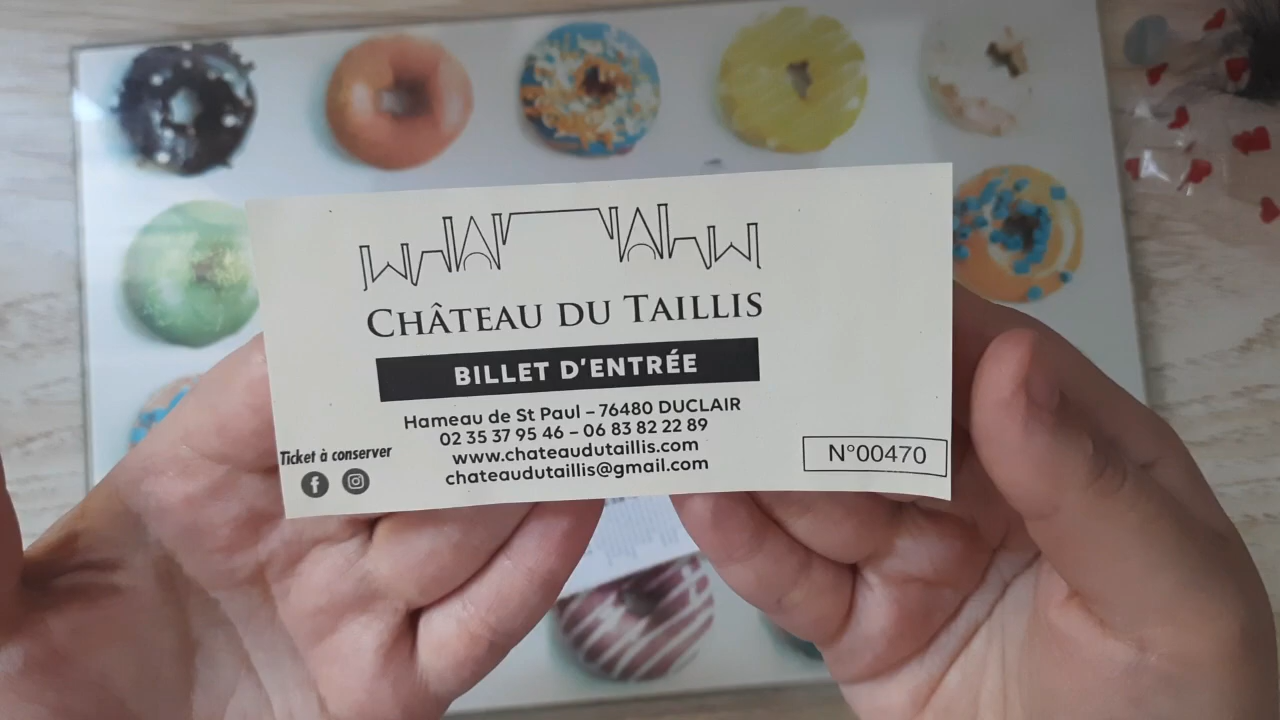 CHÂTEAU DU TAILLIS
BILLET D'ENTRÉE
Hameau de St Paul – 76480 DUCLAIR
02 35 37 95 46 – 06 83 82 22 89
www.chateaudutaillis.com
chateaudutaillis@gmail.com
Ticket à conserver
N°00470